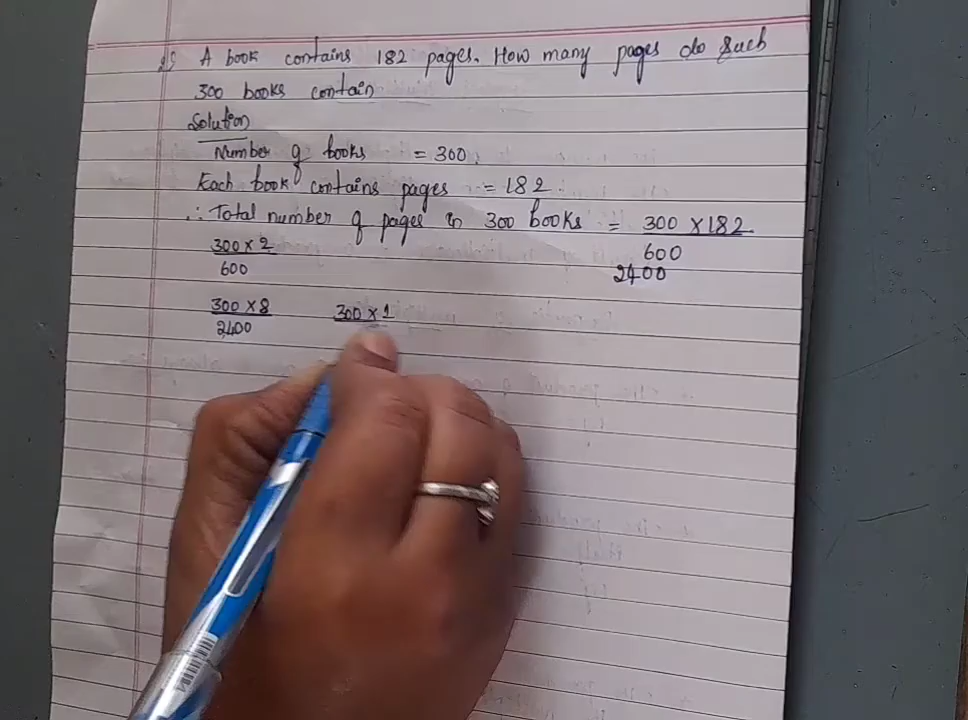 A book contains 182 pages. How many pages do such
300 books contain
Solution
Number of books = 300.
Each book contains pages = 182.
∴ Total number of pages in 300 books = 300 × 182
300 × 2
600
600
2400
300 × 8
300 × 1
2400